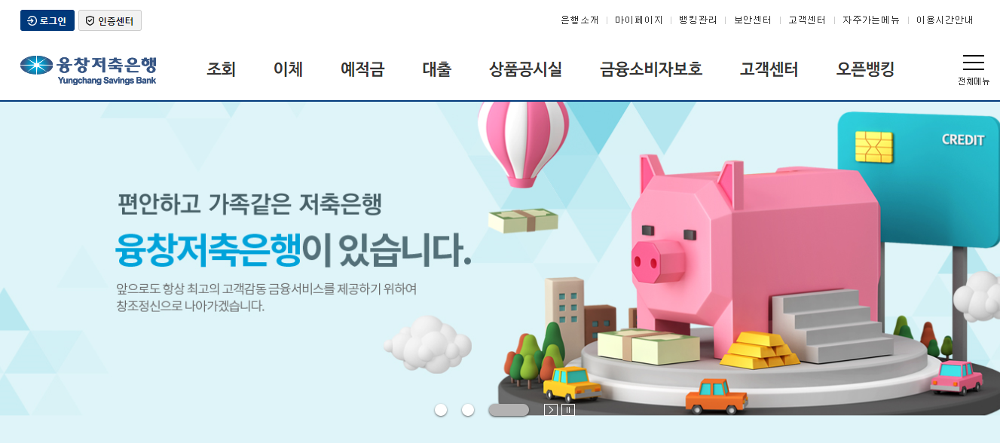 로그인 인증센터 은행소개 마이페이지 뱅킹관리 보안센터 고객센터 자주가는메뉴 이용시간안내
융창저축은행
Yungchang Savings Bank
조회 이체 예적금 대출 상품공시실 금융소비자보호 고객센터 오픈뱅킹
전체메뉴
CREDIT
편안하고 가족같은 저축은행
융창저축은행이 있습니다.
앞으로도 항상 최고의 고객감동 금융서비스를 제공하기 위하여
창조정신으로 나아가겠습니다.